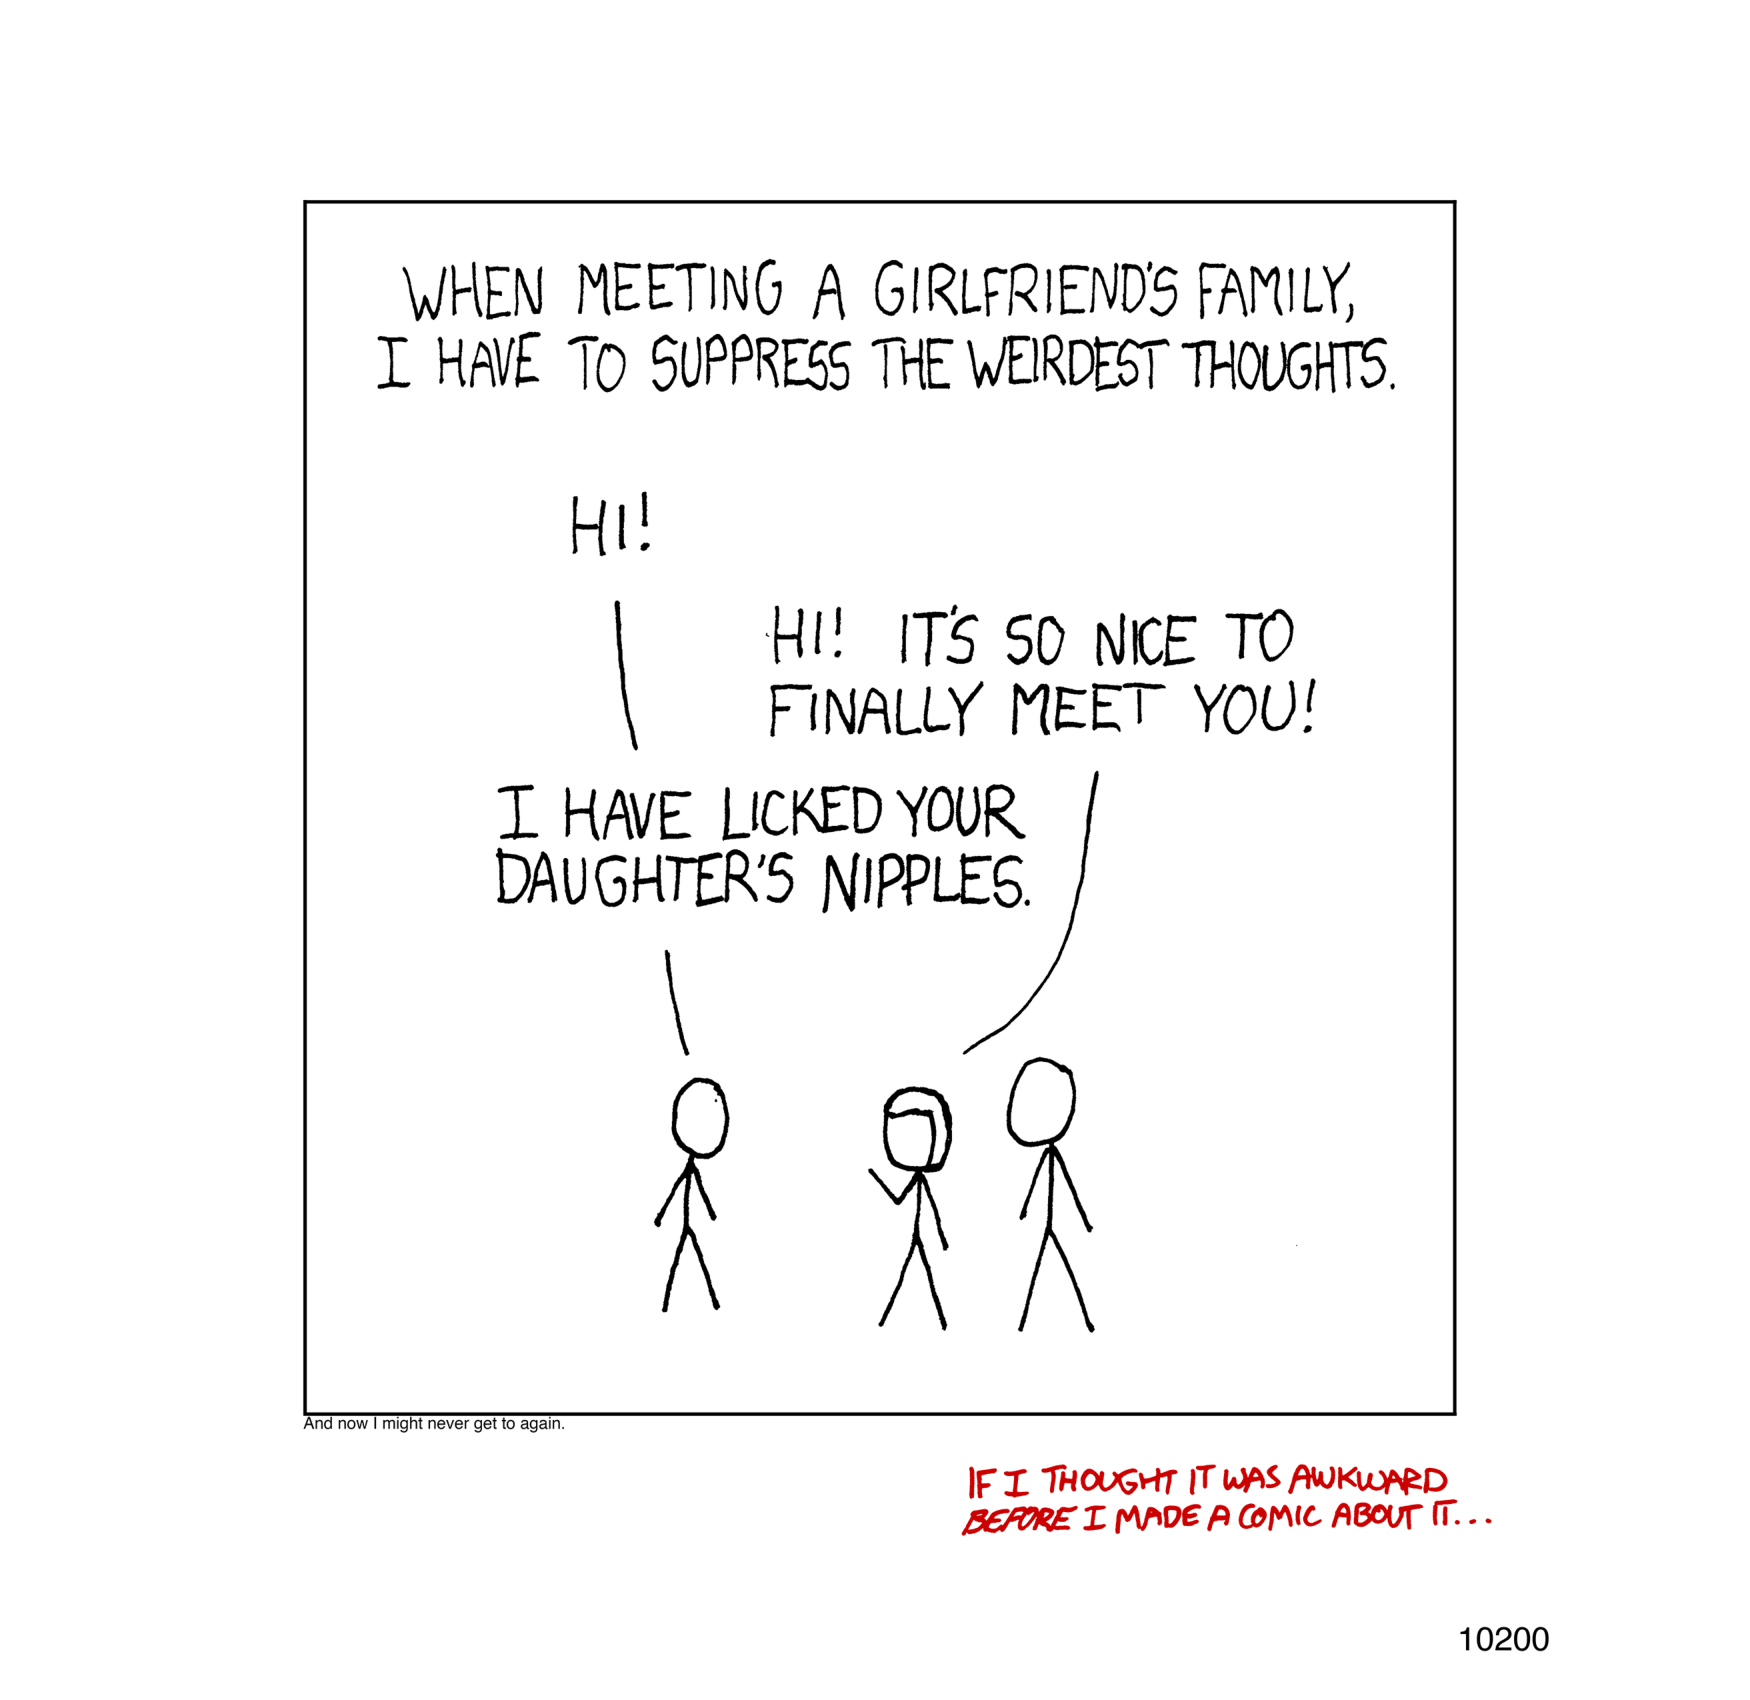 WHEN MEETING A GIRLFRIEND'S FAMILY,
I HAVE TO SUPPRESS THE WEIRDEST THOUGHTS.
HI!
HI! IT'S SO NICE TO
FINALLY MEET YOU!
I HAVE LICKED YOUR
DAUGHTER'S NIPPLES.
And now I might never get to again.
IF I THOUGHT IT WAS AWKWARD
BEFORE I MADE A COMIC ABOUT IT...
10200